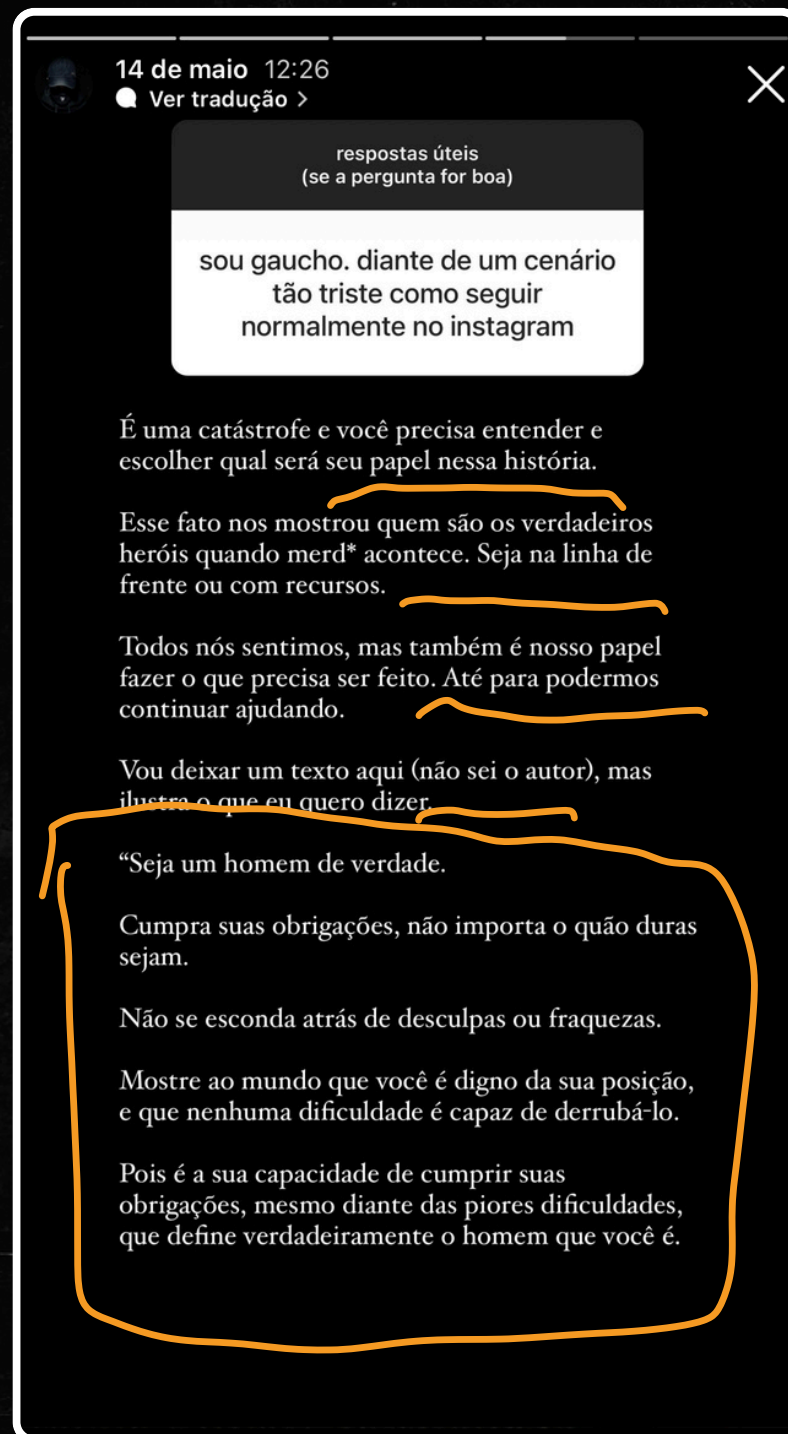 14 de maio 12:26
Ver tradução >
respostas úteis
(se a pergunta for boa)
sou gaucho. diante de um cenário
tão triste como seguir
normalmente no instagram
É uma catástrofe e você precisa entender e
escolher qual será seu papel nessa história.
Esse fato nos mostrou quem são os verdadeiros
heróis quando merd* acontece. Seja na linha de
frente ou com recursos.
Todos nós sentimos, mas também é nosso papel
fazer o que precisa ser feito. Até para podermos
continuar ajudando.
Vou deixar um texto aqui (não sei o autor), mas
ilustra o que eu quero dizer.
“Seja um homem de verdade.
Cumpra suas obrigações, não importa o quão duras
sejam.
Não se esconda atrás de desculpas ou fraquezas.
Mostre ao mundo que você é digno da sua posição,
e que nenhuma dificuldade é capaz de derrubá-lo.
Pois é a sua capacidade de cumprir suas
obrigações, mesmo diante das piores dificuldades,
que define verdadeiramente o homem que você é.